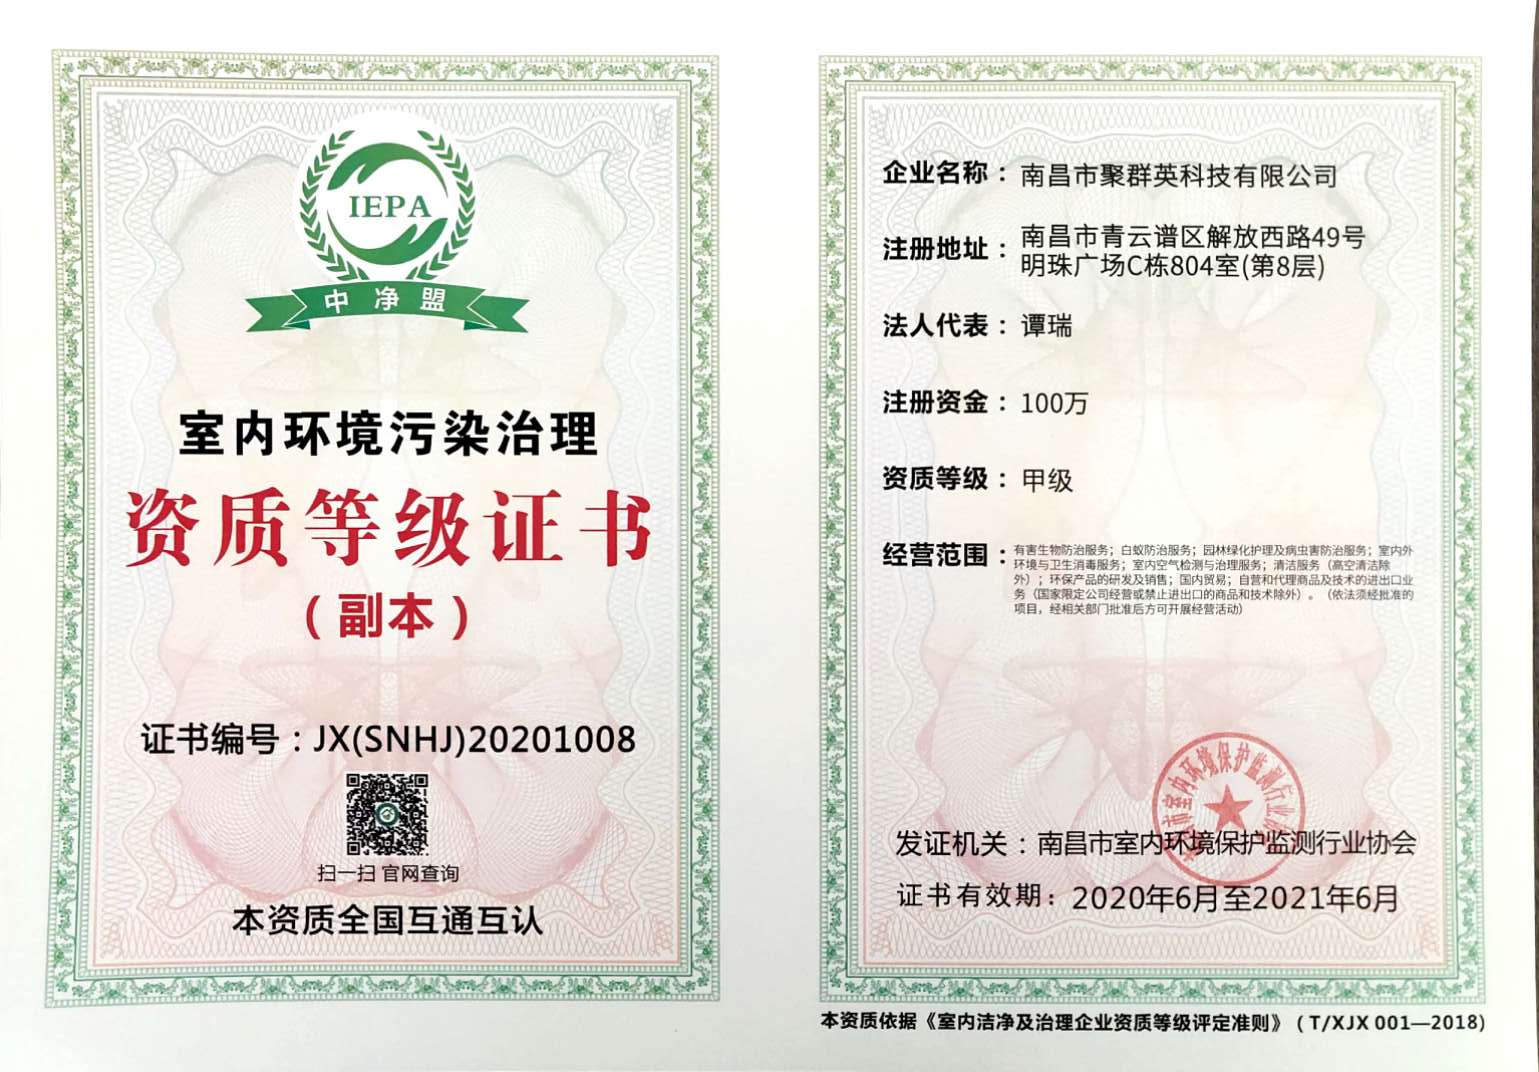 IEPA
中净盟
室内环境污染治理
资质等级证书
（副本）
证书编号：JX(SNHJ)20201008
扫一扫 官网查询
本资质全国互通互认
企业名称：南昌市聚群英科技有限公司
注册地址：南昌市青云谱区解放西路49号
明珠广场C栋804室(第8层)
法人代表：谭瑞
注册资金：100万
资质等级：甲级
经营范围：有害生物防治服务；白蚁防治服务；园林绿化护理及病虫害防治服务；室内外
环境与卫生消毒服务；室内空气检测与治理服务；清洁服务（高空清洁除
外）；环保产品的研发及销售；国内贸易；自营和代理商品及技术的进出口业
务（国家限定公司经营或禁止进出口的商品和技术除外）。（依法须经批准的
项目，经相关部门批准后方可开展经营活动）
市室内环境保护监测行业
发证机关：南昌市室内环境保护监测行业协会
证书有效期：2020年6月至2021年6月
本资质依据《室内洁净及治理企业资质等级评定准则》（T/XJX 001—2018)